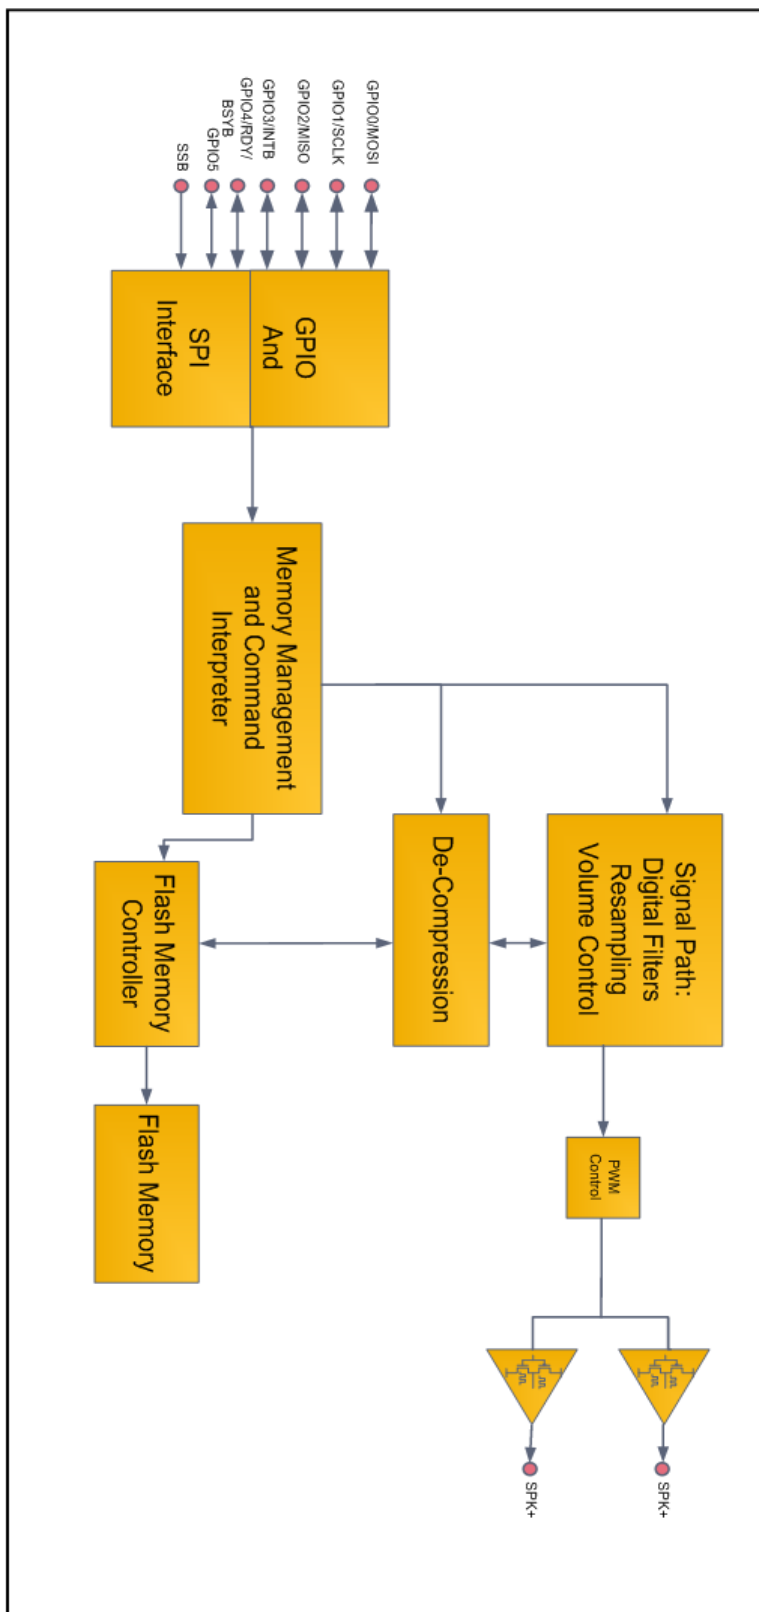 GPIO0/MOSI
GPIO1/SCLK
GPIO2/MISO
GPIO3/INTB
GPIO4/RDY/
BSYB
GPIO5
SSB
GPIO
And
SPI
Interface
Memory Management
and Command
Interpreter
Signal Path:
Digital Filters
Resampling
Volume Control
De-Compression
Flash Memory
Controller
Flash Memory
PWM
Control
SPK+
SPK+